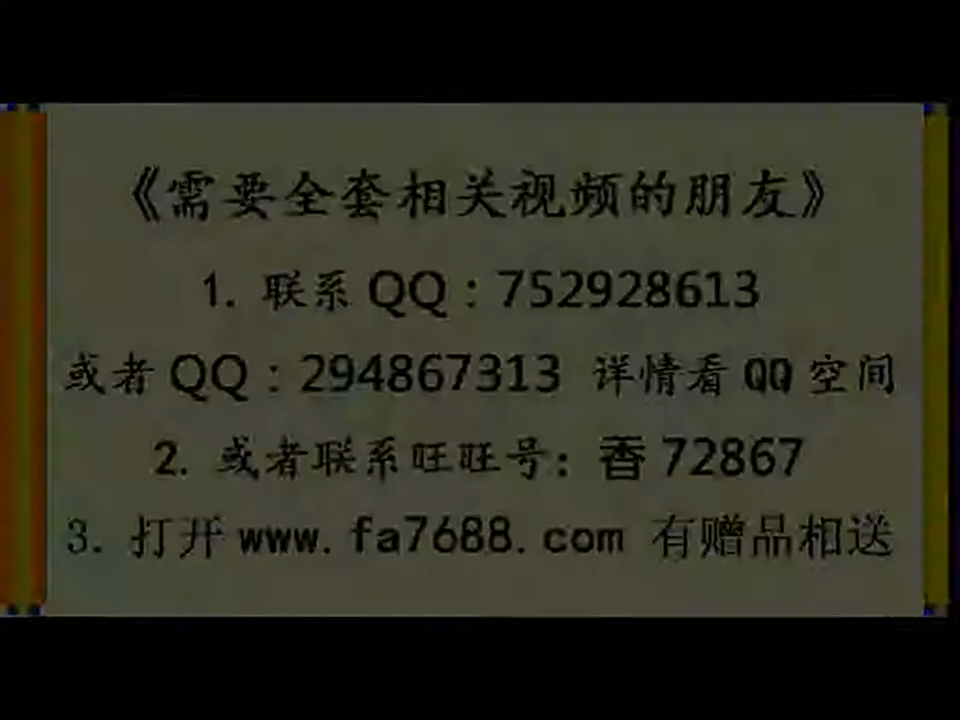 《需要全套相关视频的朋友》
1. 联系 QQ：752928613
或者 QQ：294867313 详情看 QQ 空间
2. 或者联系旺旺号：香 72867
3. 打开 www.fa7688.com 有赠品相送